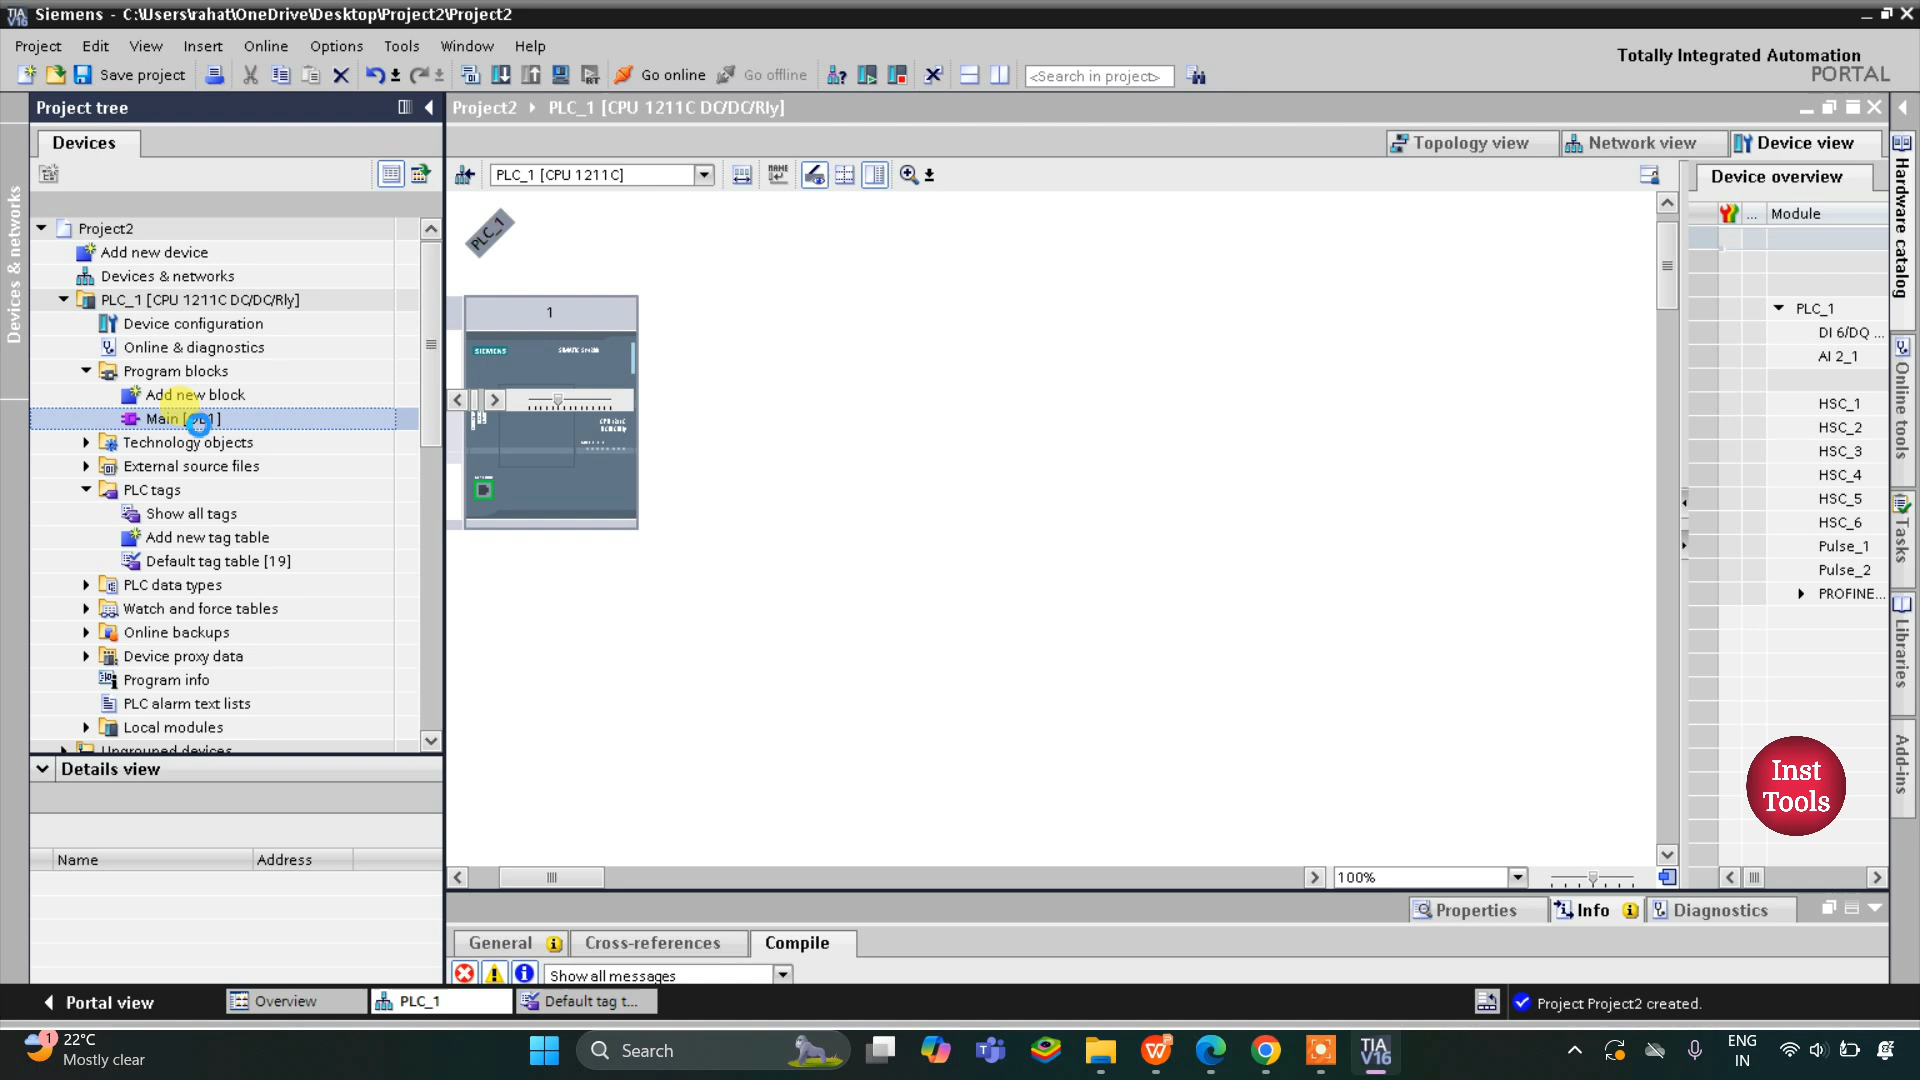 Siemens - C:\Users\rahat\OneDrive\Desktop\Project2\Project2
Project Edit View Insert Online Options Tools Window Help
Totally Integrated Automation
PORTAL
Save project
Go online
Go offline
<Search in project>
Project tree
Project2 PLC_1 [CPU 1211C DC/DC/Rly]
Devices
Topology view
Network view
Device view
PLC_1 [CPU 1211C]
Device overview
... Module
Devices & networks
Project2
Add new device
Devices & networks
PLC_1 [CPU 1211C DC/DC/Rly]
Device configuration
Online & diagnostics
Program blocks
Add new block
Main [OB1]
Technology objects
External source files
PLC tags
Show all tags
Add new tag table
Default tag table [19]
PLC data types
Watch and force tables
Online backups
Device proxy data
Program info
PLC alarm text lists
Local modules
Ungrouped devices
PLC_1
1
SIEMENS
PLC_1
DI 6/DQ ...
AI 2_1
HSC_1
HSC_2
HSC_3
HSC_4
HSC_5
HSC_6
Pulse_1
Pulse_2
PROFINE...
Hardware catalog
Online tools
Tasks
Libraries
Add-ins
Inst
Tools
Details view
Name Address
100%
Properties
Info
Diagnostics
General
Cross-references
Compile
Show all messages
Portal view
Overview
PLC_1
Default tag t...
Project Project2 created.
1
22°C
Mostly clear
Search
TIA
V16
ENG
IN